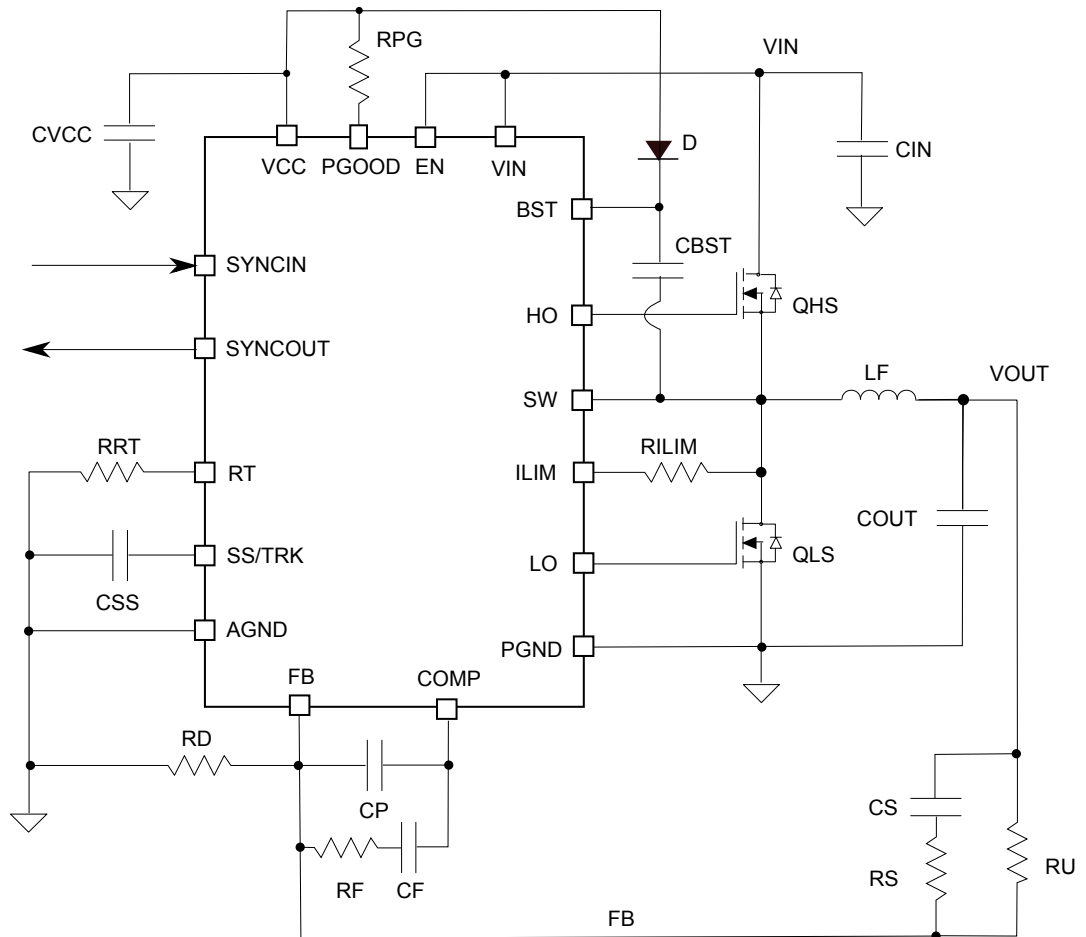 RPG
VIN
CVCC
D
CIN
VCC
PGOOD
EN
VIN
BST
CBST
SYNCIN
HO
QHS
SYNCOUT
LF
VOUT
SW
RRT
RT
ILIM
RILIM
COUT
SS/TRK
LO
QLS
CSS
AGND
PGND
FB
COMP
RD
CP
CS
RS
RU
RF
CF
FB